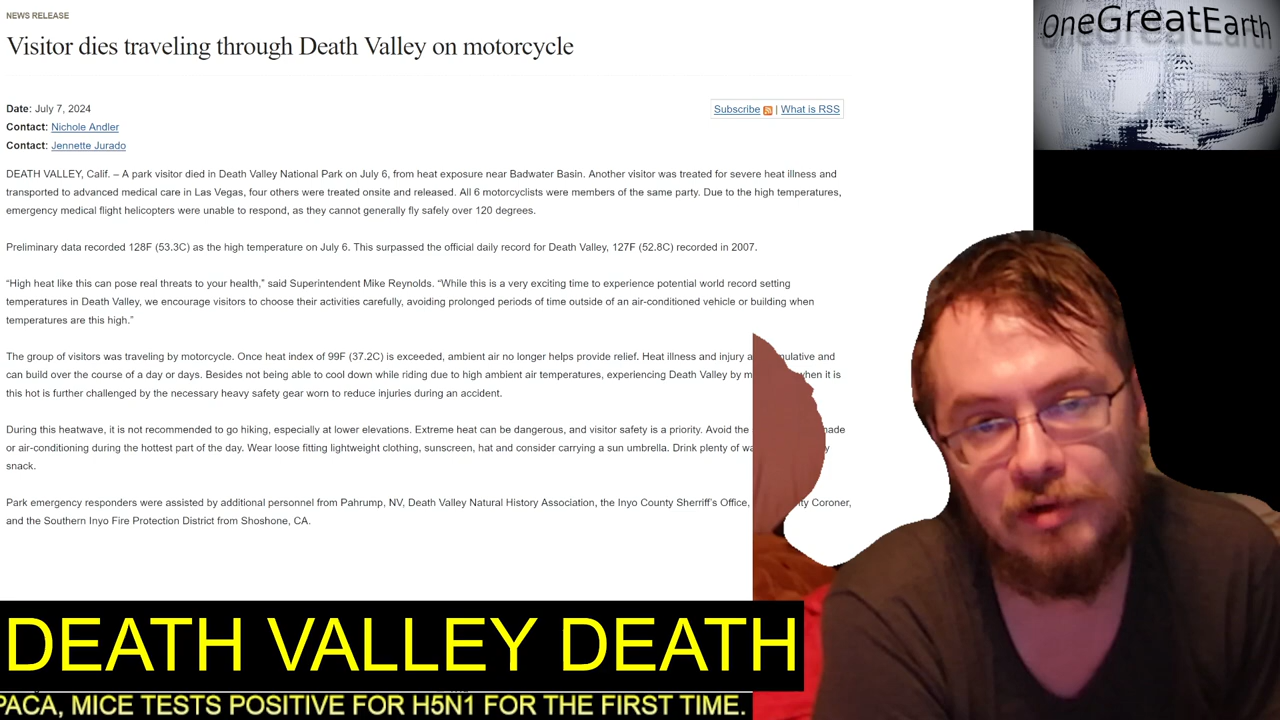 NEWS RELEASE
Visitor dies traveling through Death Valley on motorcycle
Date: July 7, 2024
Subscribe | What is RSS
Contact: Nichole Andler
Contact: Jennette Jurado
DEATH VALLEY, Calif. – A park visitor died in Death Valley National Park on July 6, from heat exposure near Badwater Basin. Another visitor was treated for severe heat illness and
transported to advanced medical care in Las Vegas, four others were treated onsite and released. All 6 motorcyclists were members of the same party. Due to the high temperatures,
emergency medical flight helicopters were unable to respond, as they cannot generally fly safely over 120 degrees.
Preliminary data recorded 128F (53.3C) as the high temperature on July 6. This surpassed the official daily record for Death Valley, 127F (52.8C) recorded in 2007.
“High heat like this can pose real threats to your health,” said Superintendent Mike Reynolds. “While this is a very exciting time to experience potential world record setting
temperatures in Death Valley, we encourage visitors to choose their activities carefully, avoiding prolonged periods of time outside of an air-conditioned vehicle or building when
temperatures are this high.”
The group of visitors was traveling by motorcycle. Once heat index of 99F (37.2C) is exceeded, ambient air no longer helps provide relief. Heat illness and injury and
can build over the course of a day or days. Besides not being able to cool down while riding due to high ambient air temperatures, experiencing Death Valley by when it is
this hot is further challenged by the necessary heavy safety gear worn to reduce injuries during an accident.
During this heatwave, it is not recommended to go hiking, especially at lower elevations. Extreme heat can be dangerous, and visitor safety is a priority. Avoid the
or air-conditioning during the hottest part of the day. Wear loose fitting lightweight clothing, sunscreen, hat and consider carrying a sun umbrella. Drink plenty of
snack.
Park emergency responders were assisted by additional personnel from Pahrump, NV, Death Valley Natural History Association, the Inyo County Sherriff's Office, Coroner,
and the Southern Inyo Fire Protection District from Shoshone, CA.
OneGreatEarth
DEATH VALLEY DEATH
PACA, MICE TESTS POSITIVE FOR H5N1 FOR THE FIRST TIME.